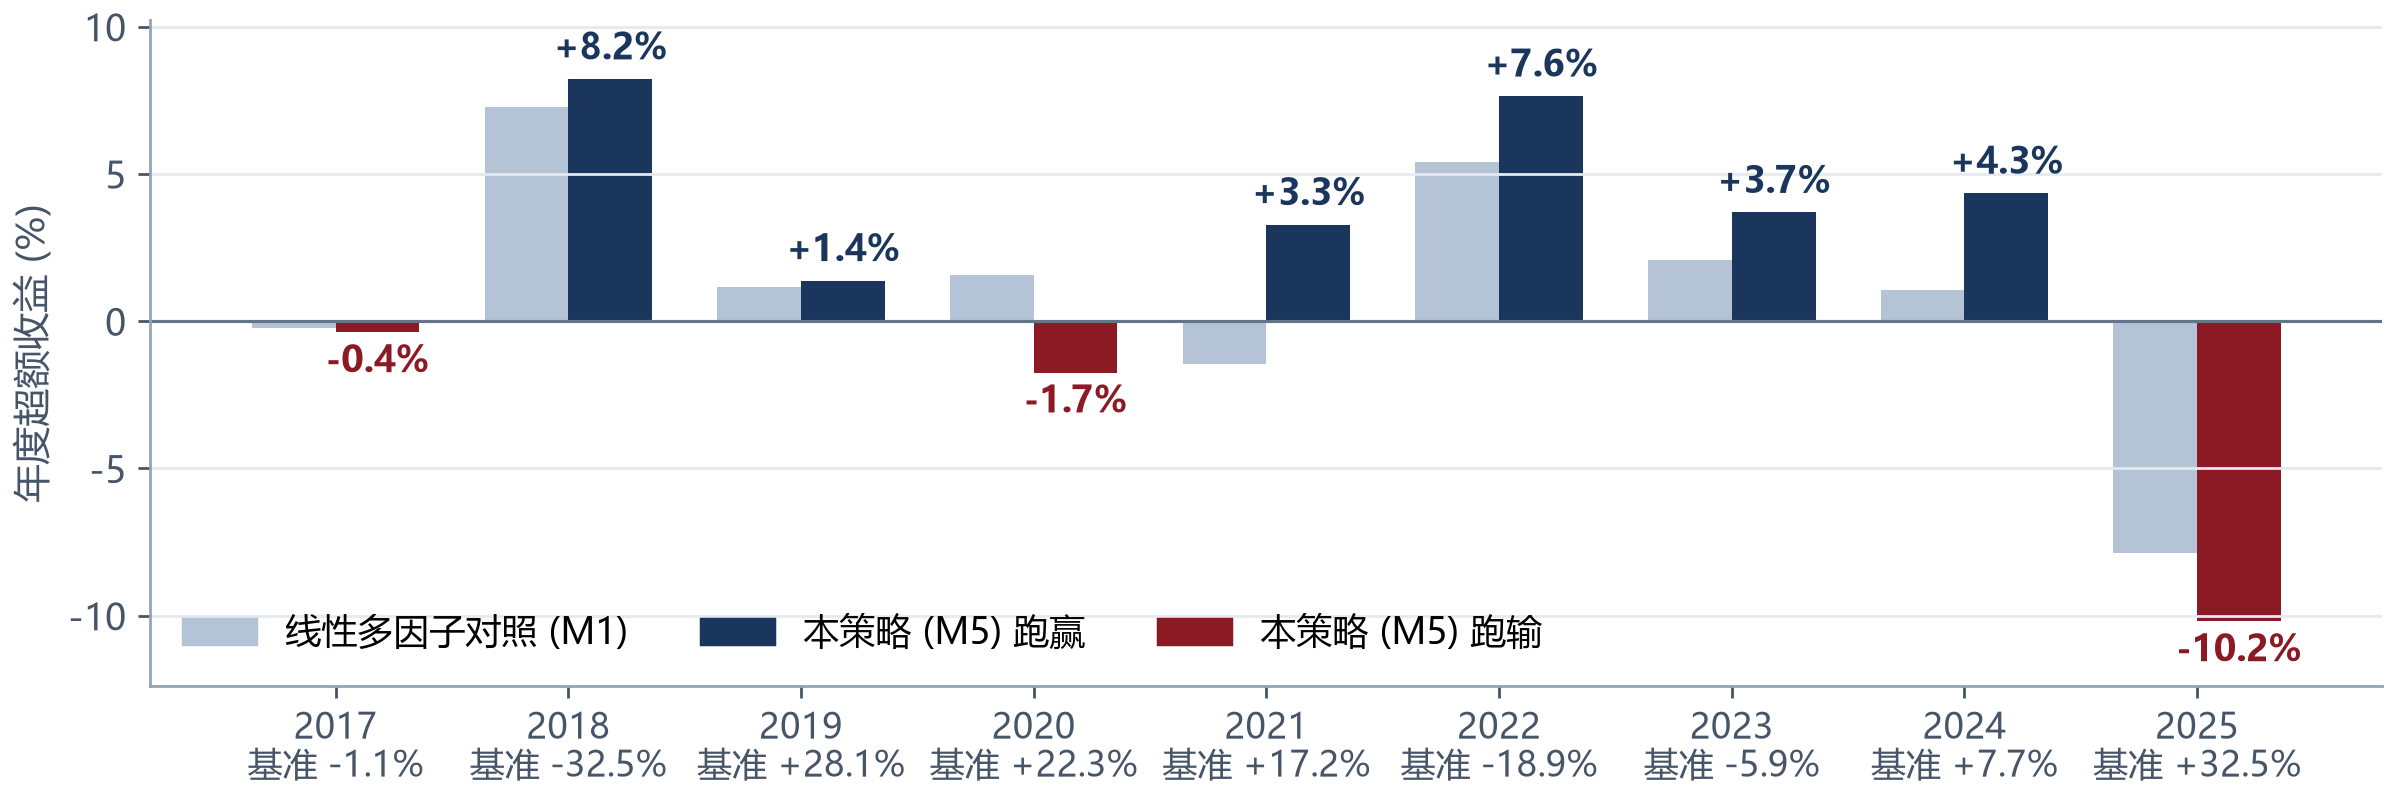 年度超额收益 (%)
10
5
0
-5
-10
+8.2%
+7.6%
+4.3%
+3.7%
+3.3%
+1.4%
-0.4%
-1.7%
-10.2%
线性多因子对照 (M1)
本策略 (M5) 跑赢
本策略 (M5) 跑输
2017
基准 -1.1%
2018
基准 -32.5%
2019
基准 +28.1%
2020
基准 +22.3%
2021
基准 +17.2%
2022
基准 -18.9%
2023
基准 -5.9%
2024
基准 +7.7%
2025
基准 +32.5%